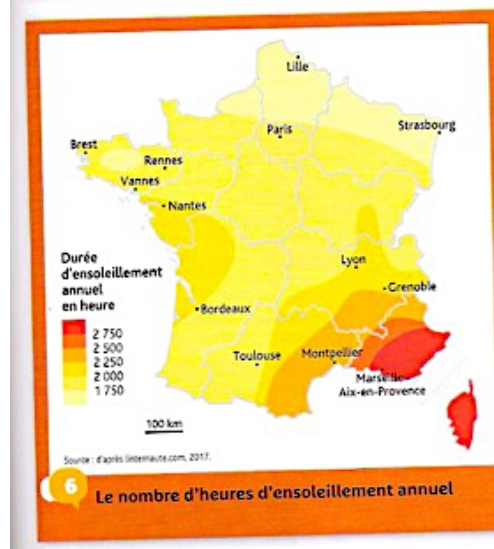 Lille
Paris
Strasbourg
Brest
Rennes
Vannes
Nantes
Durée
d'ensoleillement
annuel
en heure
2 750
2 500
2 250
2 000
1 750
Lyon
Grenoble
Bordeaux
Toulouse
Montpellier
Marseille-
Aix-en-Provence
100 km
Source : d'après linternaute.com, 2017.
6
Le nombre d'heures d'ensoleillement annuel